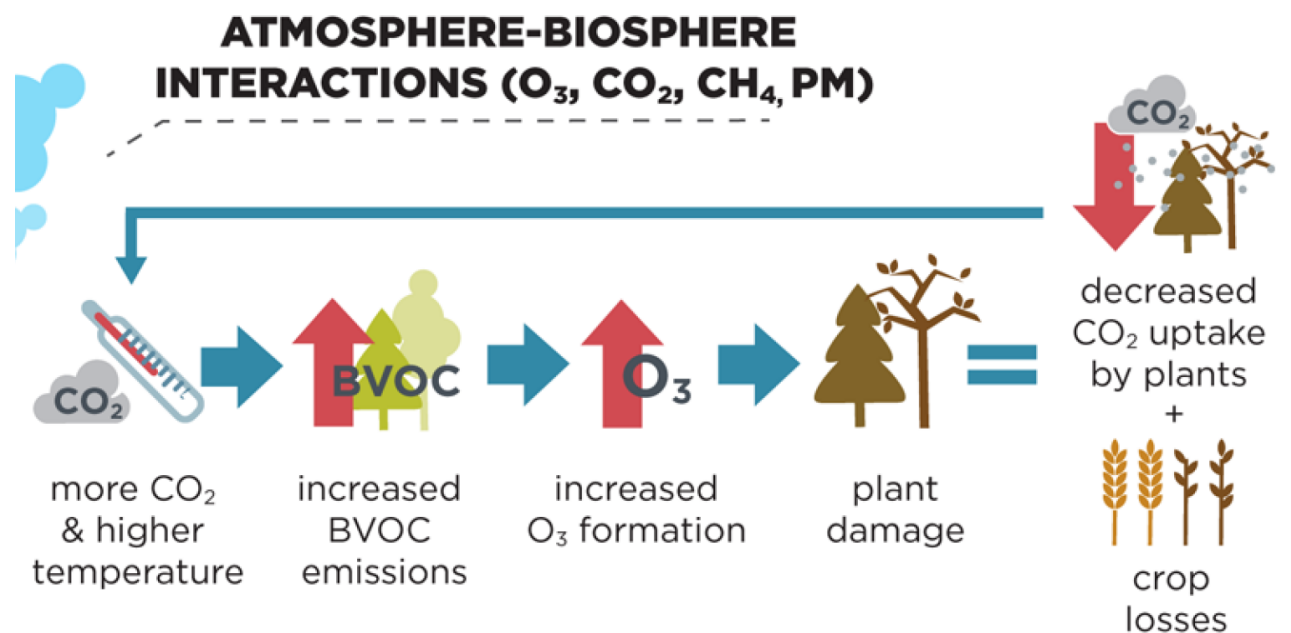 ATMOSPHERE-BIOSPHERE
INTERACTIONS (O₃, CO₂, CH₄, PM)
CO₂
CO₂
BVOC
O₃
more CO₂
& higher
temperature
increased
BVOC
emissions
increased
O₃ formation
plant
damage
=
decreased
CO₂ uptake
by plants
+
crop
losses